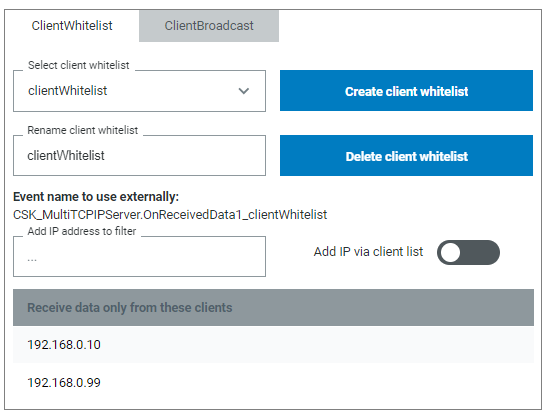 ClientWhitelist
ClientBroadcast
Select client whitelist
clientWhitelist
Create client whitelist
Rename client whitelist
clientWhitelist
Delete client whitelist
Event name to use externally:
CSK_MultiTCPIPServer.OnReceivedData1_clientWhitelist
Add IP address to filter
...
Add IP via client list
Receive data only from these clients
192.168.0.10
192.168.0.99